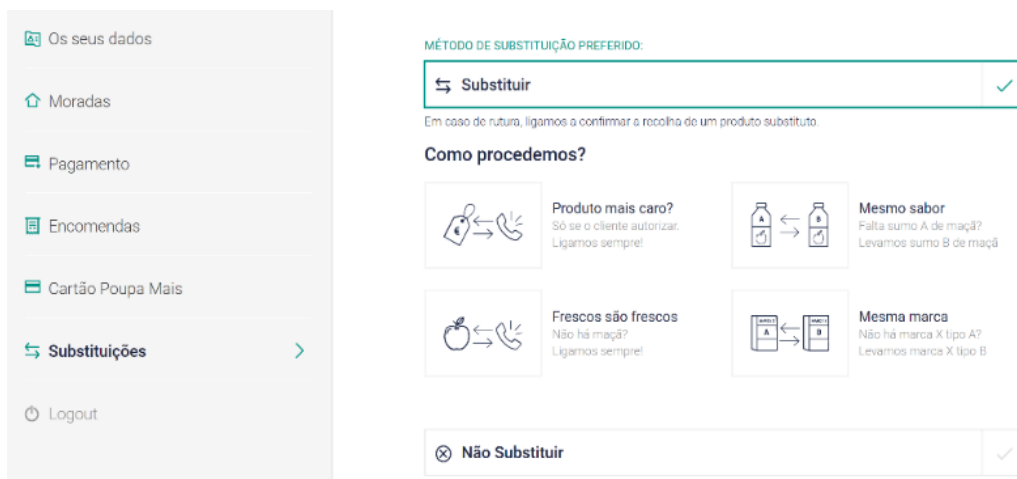 Os seus dados
Moradas
Pagamento
Encomendas
Cartão Poupa Mais
Substituições
Logout
MÉTODO DE SUBSTITUIÇÃO PREFERIDO:
Substituir
Em caso de rutura, ligamos a confirmar a recolha de um produto substituto.
Como procedemos?
Produto mais caro?
Só se o cliente autorizar.
Ligamos sempre!
A
B
Mesmo sabor
Falta sumo A de maçã?
Levamos sumo B de maçã
Frescos são frescos
Não há maçã?
Ligamos sempre!
A
B
Mesma marca
Não há marca X tipo A?
Levamos marca X tipo B
Não Substituir